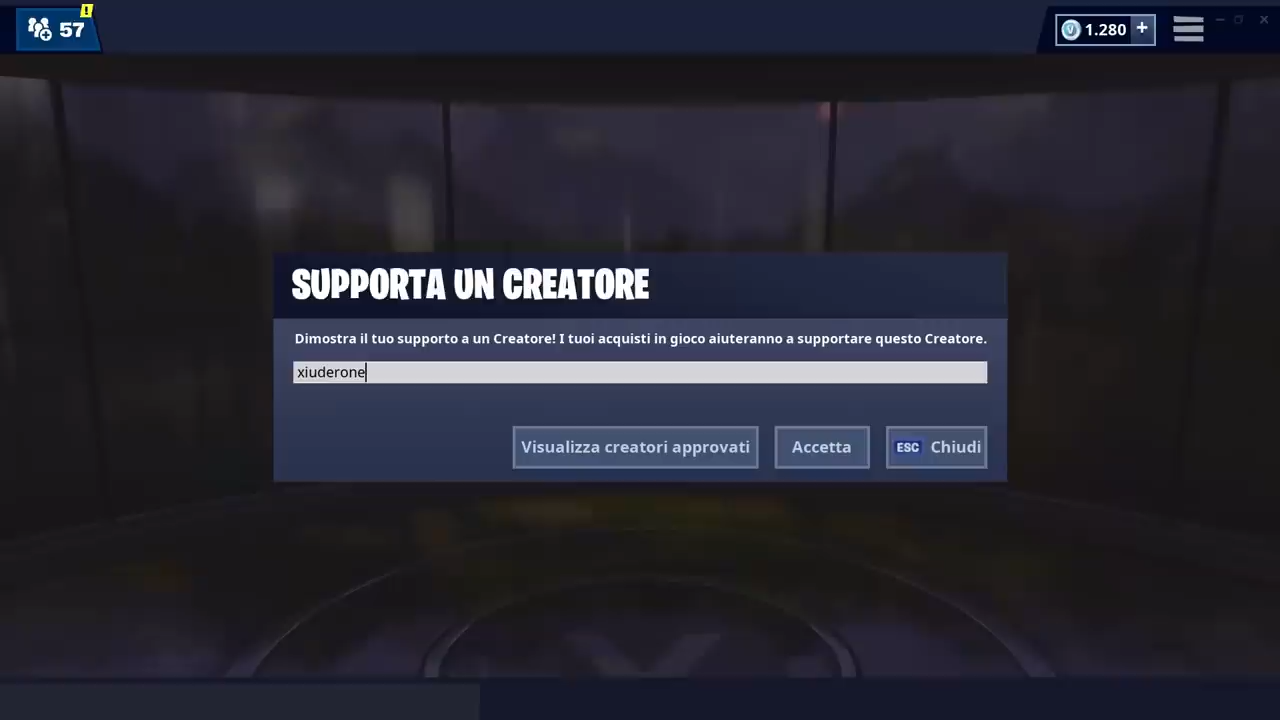 57
!
1.280 +
SUPPORTA UN CREATORE
Dimostra il tuo supporto a un Creatore! I tuoi acquisti in gioco aiuteranno a supportare questo Creatore.
xiuderone
Visualizza creatori approvati
Accetta
ESC Chiudi